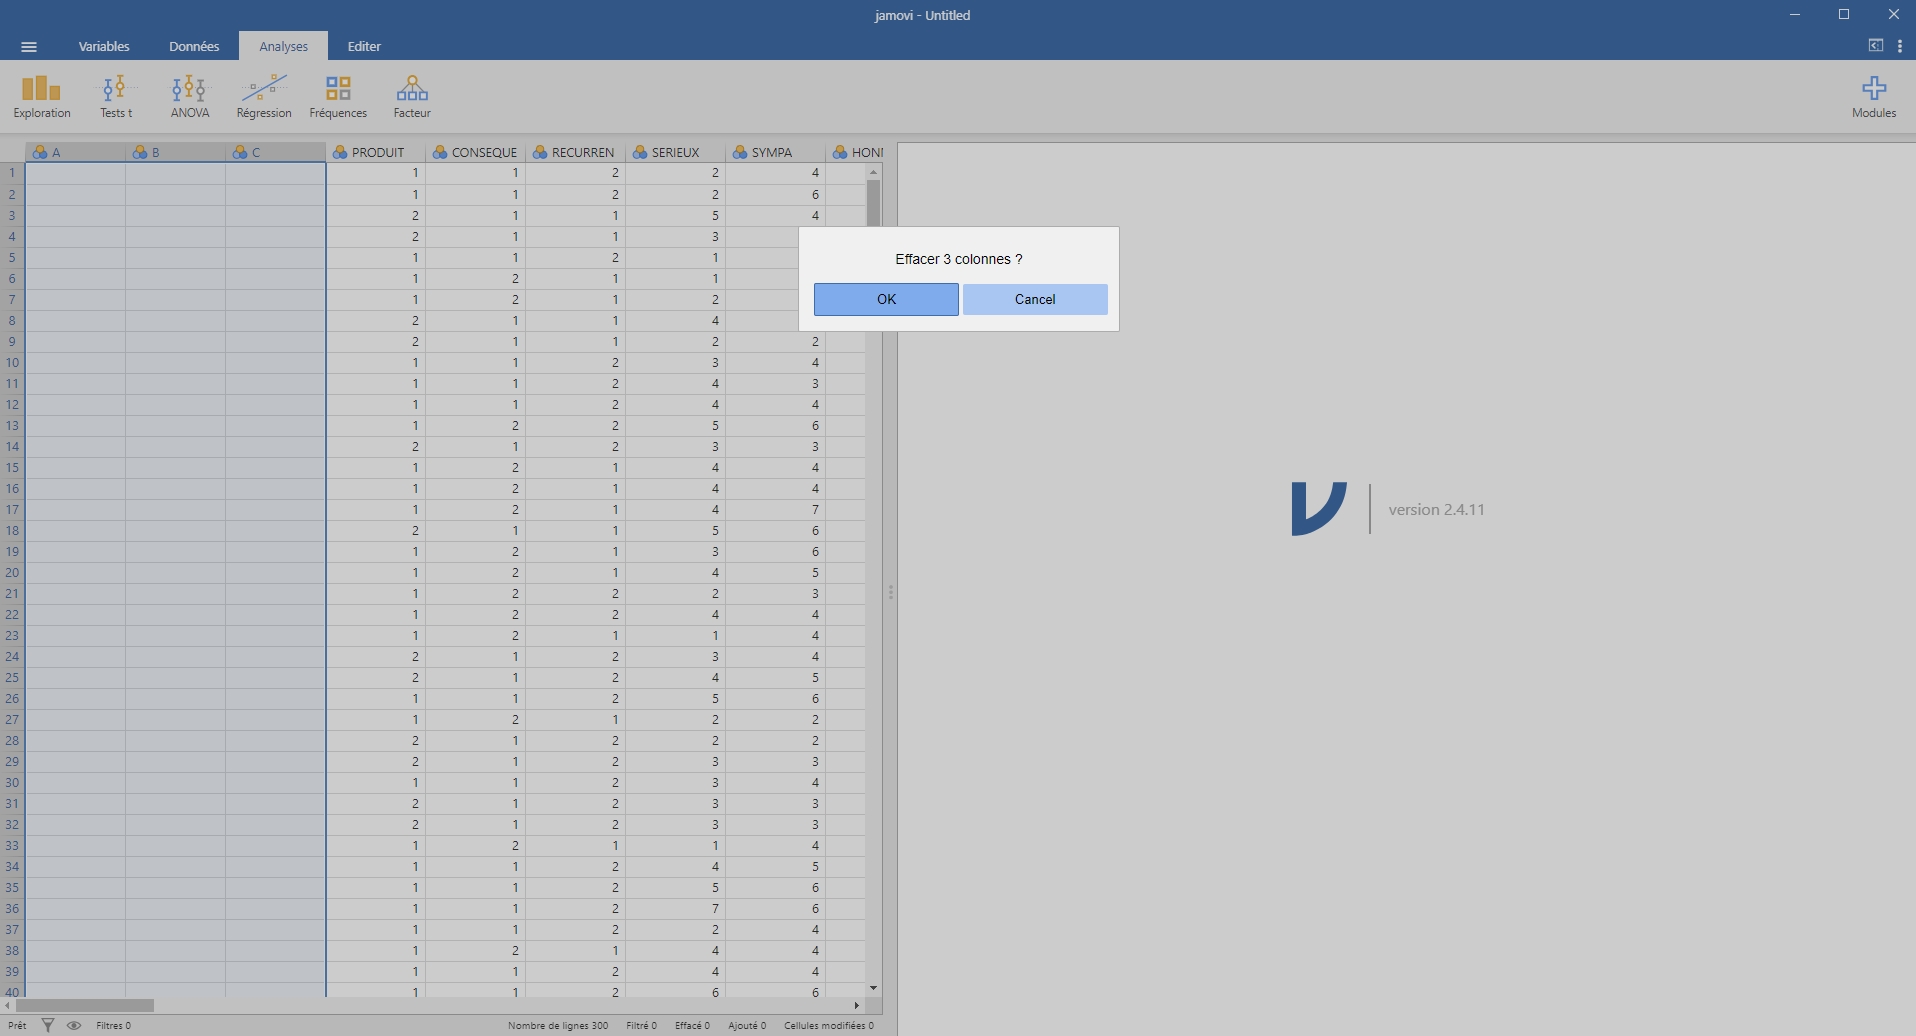 jamovi - Untitled
Variables Données Analyses Editer
Exploration Tests t ANOVA Régression Fréquences Facteur Modules
A B C PRODUIT CONSEQUE RECURREN SERIEUX SYMPA HON
1 1 1 2 2 4
2 1 1 2 2 6
3 2 1 1 5 4
4 2 1 1 3
5 1 1 2 1
6 1 2 1 1
7 1 2 1 2
8 2 1 1 4
9 2 1 1 2 2
10 1 1 2 3 4
11 1 1 2 4 3
12 1 1 2 4 4
13 1 2 2 5 6
14 2 1 2 3 3
15 1 2 1 4 4
16 1 2 1 4 4
17 1 2 1 4 7
18 2 1 1 5 6
19 1 2 1 3 6
20 1 2 1 4 5
21 1 2 2 2 3
22 1 2 2 4 4
23 1 2 1 1 4
24 2 1 2 3 4
25 2 1 2 4 5
26 1 1 2 5 6
27 1 2 1 2 2
28 2 1 2 2 2
29 2 1 2 3 3
30 1 1 2 3 4
31 2 1 2 3 3
32 2 1 2 3 3
33 1 2 1 1 4
34 1 1 2 4 5
35 1 1 2 5 6
36 1 1 2 7 6
37 1 1 2 2 4
38 1 2 1 4 4
39 1 1 2 4 4
40 1 1 2 6 6
Effacer 3 colonnes ?
OK Cancel
version 2.4.11
Prêt Filtres 0 Nombre de lignes 300 Filtré 0 Effacé 0 Ajouté 0 Cellules modifiées 0